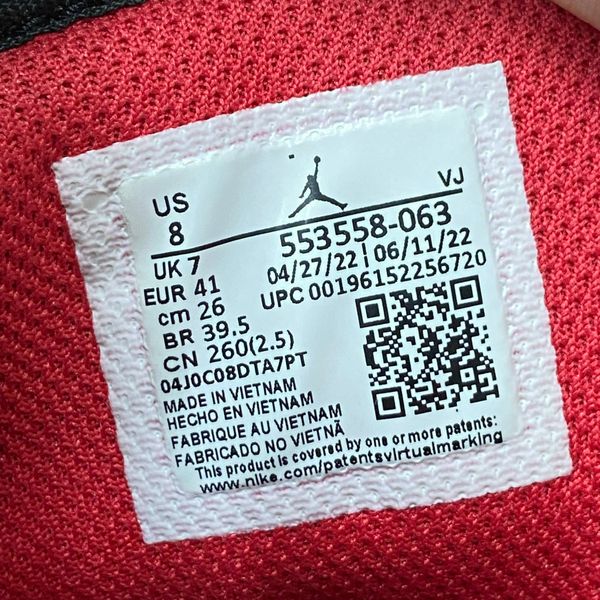 VJ
US
8
UK 7
EUR 41
cm 26
BR 39.5
CN 260(2.5)
04J0C08DTA7PT
553558-063
04/27/22 | 06/11/22
UPC 00196152256720
MADE IN VIETNAM
HECHO EN VIETNAM
FABRIQUE AU VIETNAM
FABRICADO NO VIETNÃ
This product is covered by one or more patents:
www.nike.com/patentsvirtualmarking